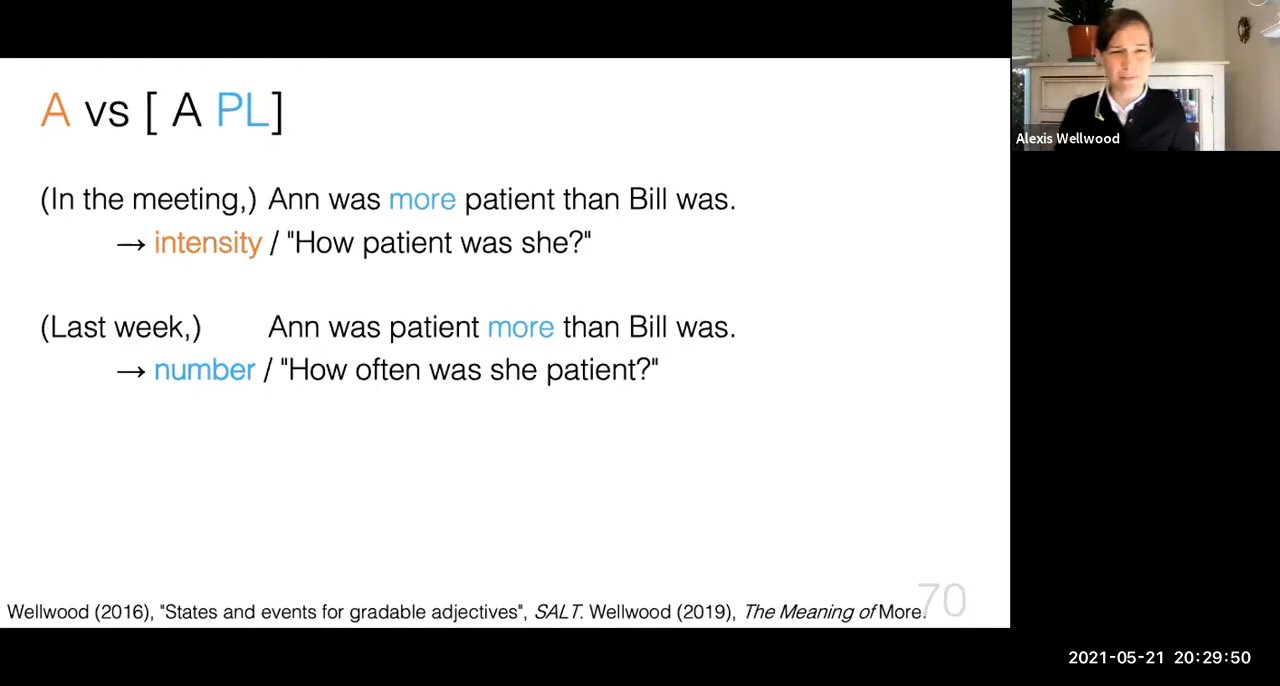 A vs [ A PL]
(In the meeting,) Ann was more patient than Bill was.
→ intensity / "How patient was she?"
(Last week,) Ann was patient more than Bill was.
→ number / "How often was she patient?"
Wellwood (2016), "States and events for gradable adjectives", SALT. Wellwood (2019), The Meaning of More.
70
Alexis Wellwood
2021-05-21 20:29:50